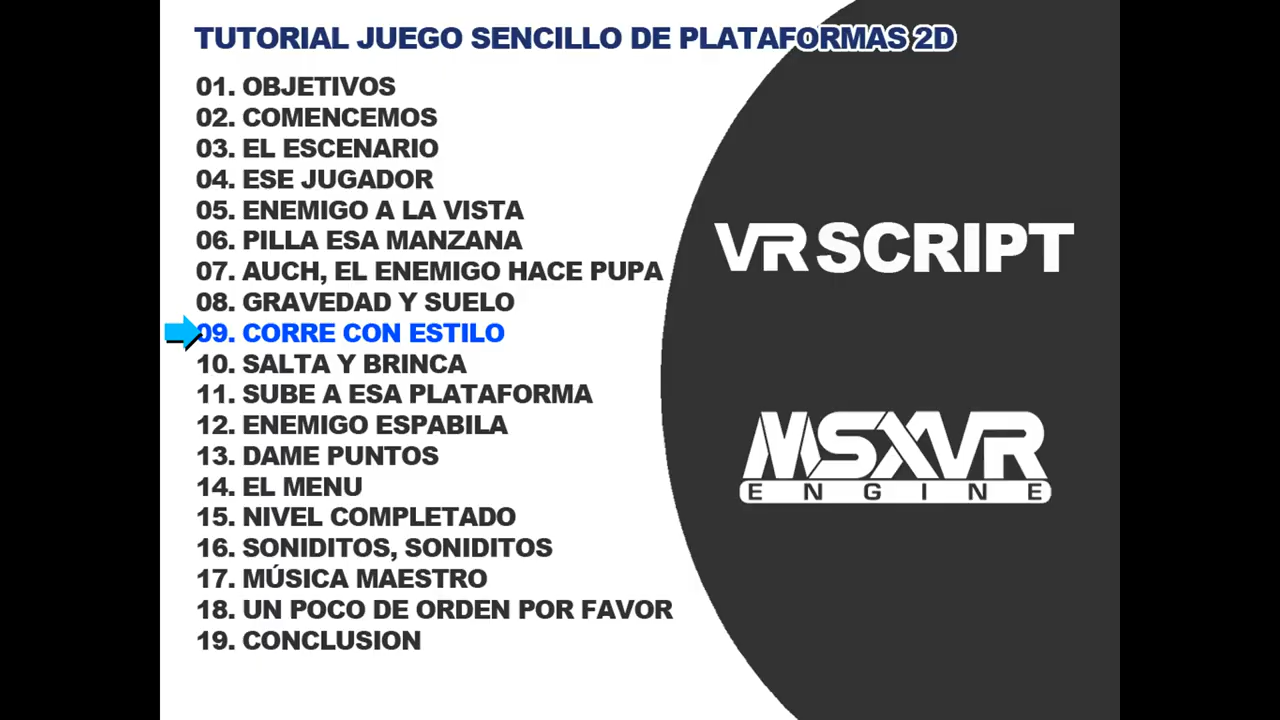 TUTORIAL JUEGO SENCILLO DE PLATAFORMAS 2D
01. OBJETIVOS
02. COMENCEMOS
03. EL ESCENARIO
04. ESE JUGADOR
05. ENEMIGO A LA VISTA
06. PILLA ESA MANZANA
07. AUCH, EL ENEMIGO HACE PUPA
08. GRAVEDAD Y SUELO
09. CORRE CON ESTILO
10. SALTA Y BRINCA
11. SUBE A ESA PLATAFORMA
12. ENEMIGO ESPABILA
13. DAME PUNTOS
14. EL MENU
15. NIVEL COMPLETADO
16. SONIDITOS, SONIDITOS
17. MÚSICA MAESTRO
18. UN POCO DE ORDEN POR FAVOR
19. CONCLUSION
VR SCRIPT
MSXVR
ENGINE